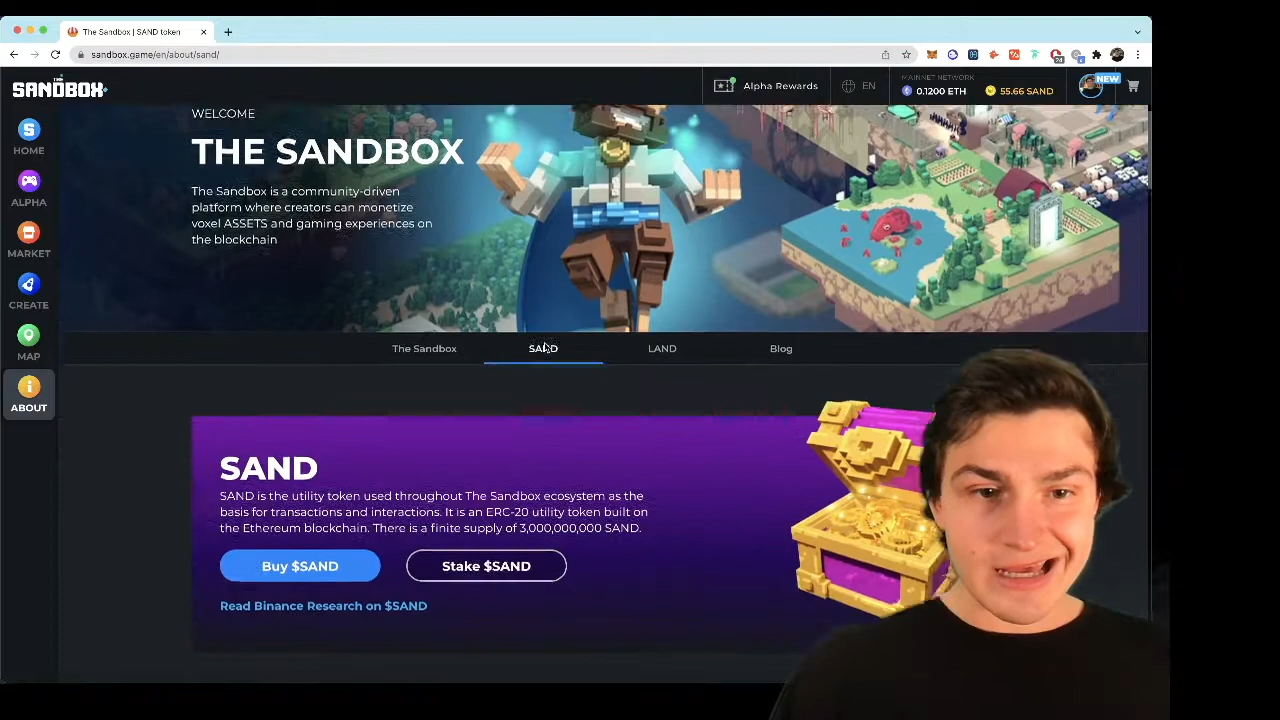 The Sandbox | SAND token
sandbox.game/en/about/sand/
THE
SANDBOX
Alpha Rewards
EN
MAINNET NETWORK
0.1200 ETH
55.66 SAND
NEW
HOME
ALPHA
MARKET
CREATE
MAP
ABOUT
WELCOME
THE SANDBOX
The Sandbox is a community-driven
platform where creators can monetize
voxel ASSETS and gaming experiences on
the blockchain
The Sandbox
SAND
LAND
Blog
SAND
SAND is the utility token used throughout The Sandbox ecosystem as the
basis for transactions and interactions. It is an ERC-20 utility token built on
the Ethereum blockchain. There is a finite supply of 3,000,000,000 SAND.
Buy $SAND
Stake $SAND
Read Binance Research on $SAND